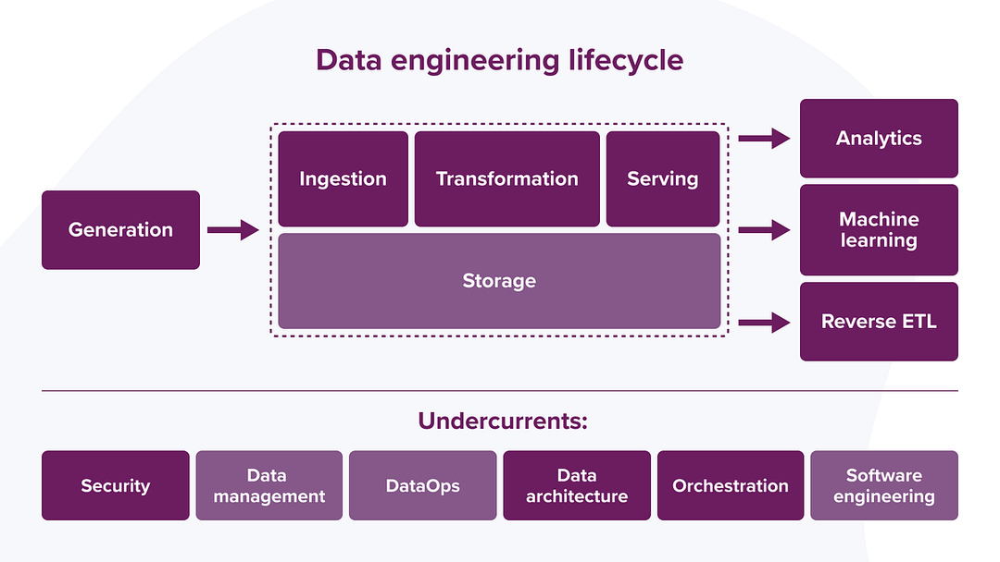 Data engineering lifecycle
Generation
Ingestion
Transformation
Serving
Storage
Analytics
Machine
learning
Reverse ETL
Undercurrents:
Security
Data
management
DataOps
Data
architecture
Orchestration
Software
engineering